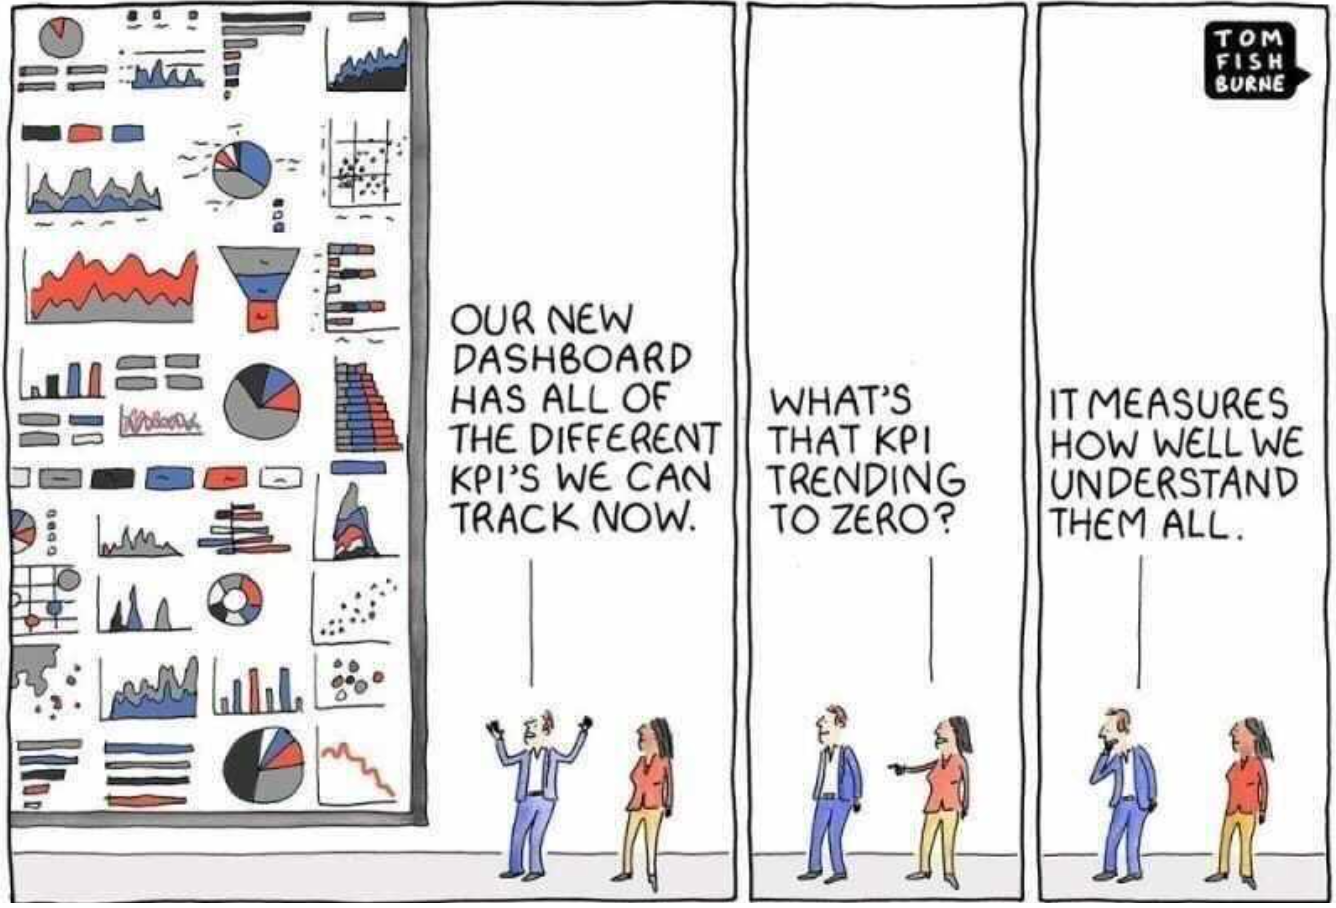 OUR NEW
DASHBOARD
HAS ALL OF
THE DIFFERENT
KPI'S WE CAN
TRACK NOW.
WHAT'S
THAT KPI
TRENDING
TO ZERO?
TOM
FISH
BURNE
IT MEASURES
HOW WELL WE
UNDERSTAND
THEM ALL.